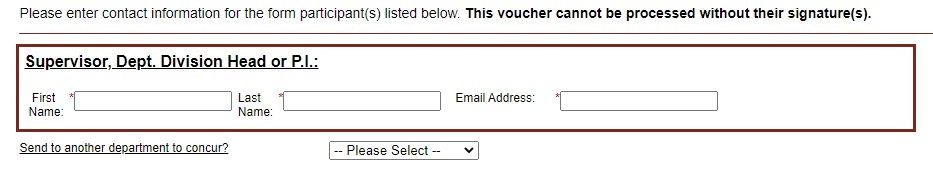 Please enter contact information for the form participant(s) listed below. This voucher cannot be processed without their signature(s).
Supervisor, Dept. Division Head or P.I.:
First Name: * Last Name: * Email Address: *
Send to another department to concur? -- Please Select --